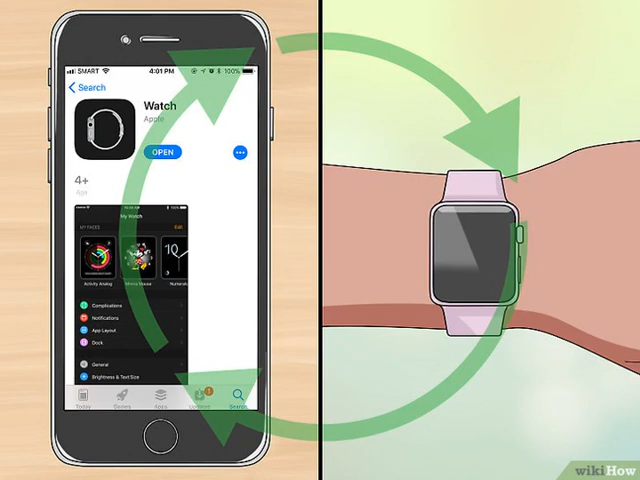 SMART 4:01 PM 100%
Search
Watch
Apple
OPEN
4+
Age
My Watch
MY FACES Edit
Activity Analog Mickey Mouse Numerals
Complications
Notifications
App Layout
Dock
General
Brightness & Text Size
1
Today Games Apps Updates Search
wikiHow